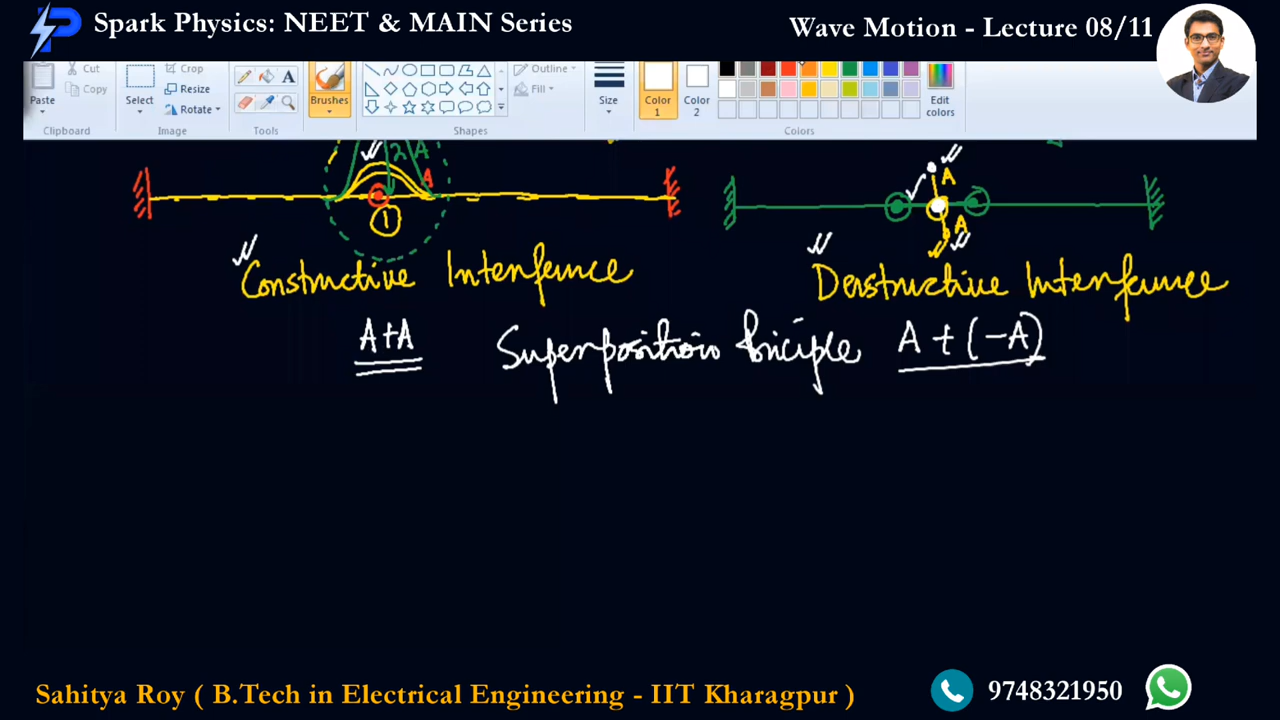 Spark Physics: NEET & MAIN Series
Wave Motion - Lecture 08/11
Paste
Cut
Copy
Clipboard
Select
Crop
Resize
Rotate
Image
A
Tools
Brushes
Outline
Fill
Shapes
Size
Color 1
Color 2
Edit colors
Colors
2 A
A
1
A
A
Constructive Interference
Destructive Interference
A+A
Superposition Principle
A + (-A)
Sahitya Roy ( B.Tech in Electrical Engineering - IIT Kharagpur )
9748321950